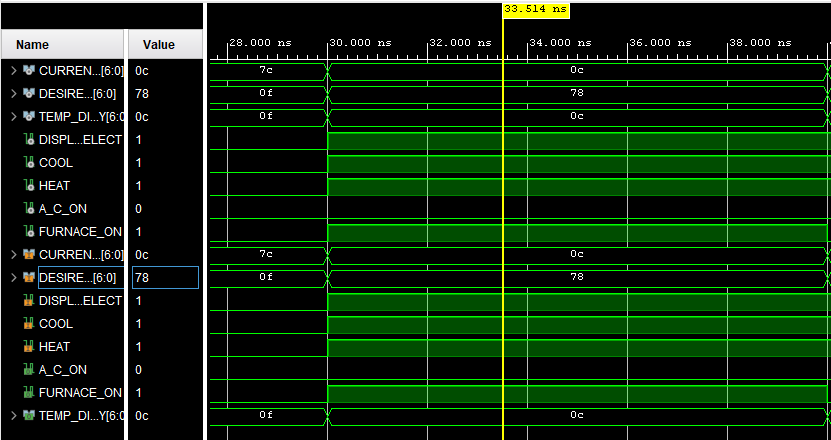 33.514 ns
Name Value
28.000 ns 30.000 ns 32.000 ns 34.000 ns 36.000 ns 38.000 ns
CURREN...[6:0] 0c 7c 0c
DESIRE...[6:0] 78 0f 78
TEMP_DI...Y[6:0 0c 0f 0c
DISPL...ELECT 1
COOL 1
HEAT 1
A_C_ON 0
FURNACE_ON 1
CURREN...[6:0] 0c 7c 0c
DESIRE...[6:0] 78 0f 78
DISPL...ELECT 1
COOL 1
HEAT 1
A_C_ON 0
FURNACE_ON 1
TEMP_DI...Y[6:0 0c 0f 0c